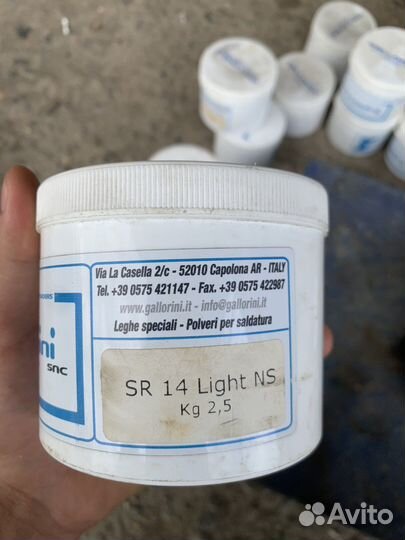 Via La Casella 2/c - 52010 Capolona AR - ITALY
Tel. +39 0575 421147 - Fax. +39 0575 422987
www.gallorini.it - info@gallorini.it
Leghe speciali - Polveri per saldatura
snc
SR 14 Light NS
Kg 2,5
Avito